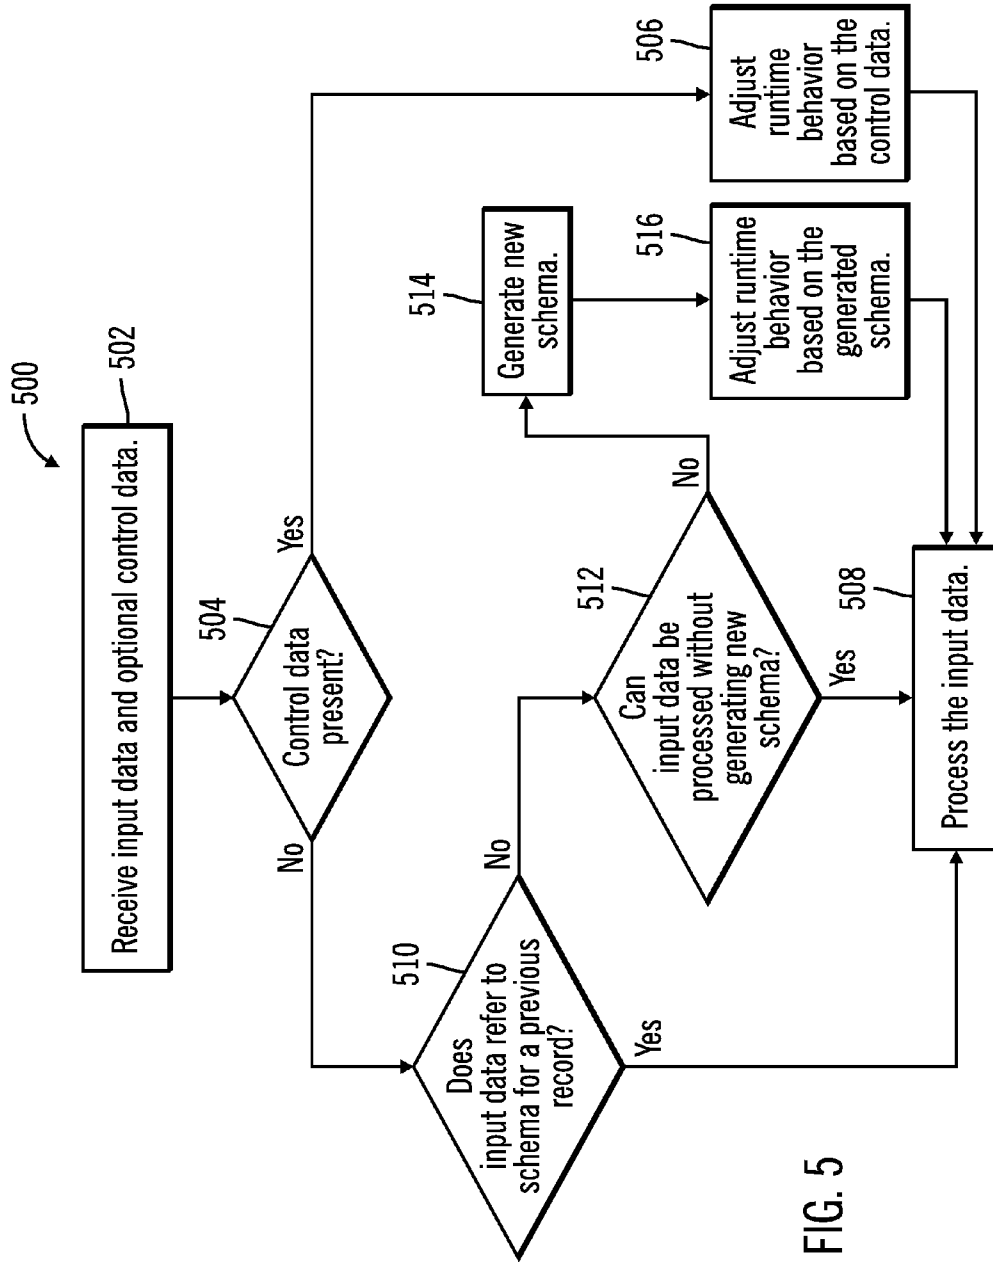 500
502
Receive input data and optional control data.
504
Control data
present?
Yes
No
506
Adjust
runtime
behavior
based on the
control data.
510
Does
input data refer to
schema for a previous
record?
No
Yes
512
Can
input data be
processed without
generating new
schema?
No
Yes
514
Generate new
schema.
516
Adjust runtime
behavior
based on the
generated
schema.
508
Process the input data.
FIG. 5